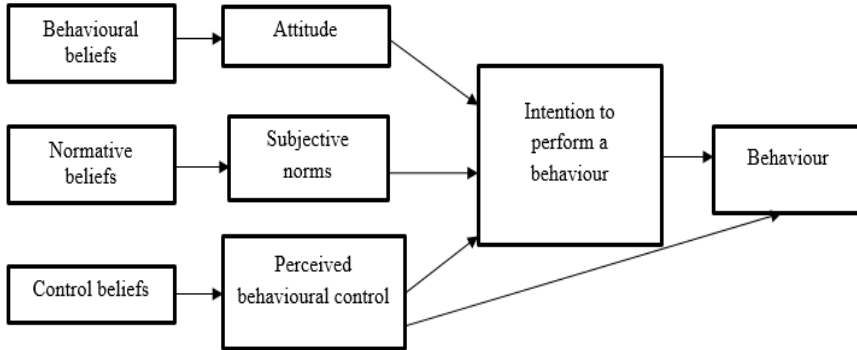 Behavioural
beliefs
Attitude
Normative
beliefs
Subjective
norms
Control beliefs
Perceived
behavioural control
Intention to
perform a
behaviour
Behaviour